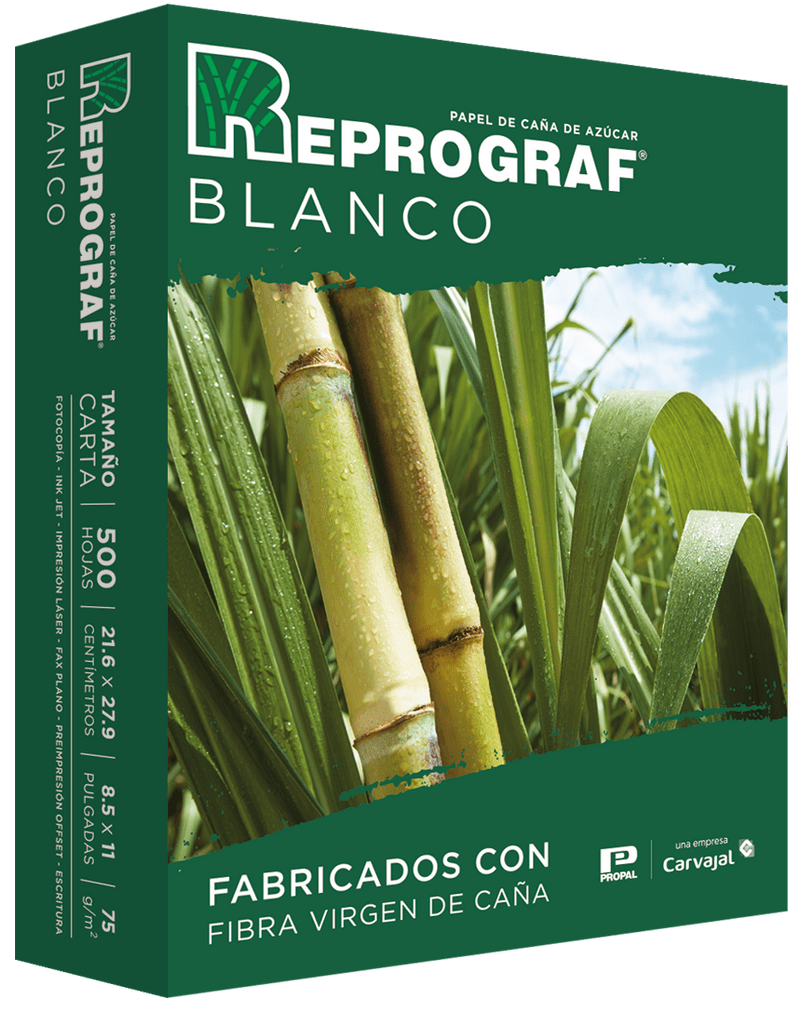 PAPEL DE CAÑA DE AZÚCAR
REPROGRAF®
BLANCO
FABRICADOS CON
FIBRA VIRGEN DE CAÑA
PROPAL
una empresa
Carvajal
REPROGRAF®
PAPEL DE CAÑA DE AZÚCAR
BLANCO
TAMAÑO
CARTA
500
HOJAS
21.6 X 27.9
CENTÍMETROS
8.5 X 11
PULGADAS
75
g/m²
FOTOCOPÍA - INK JET - IMPRESIÓN LÁSER - FAX PLANO - PREIMPRESIÓN OFFSET - ESCRITURA